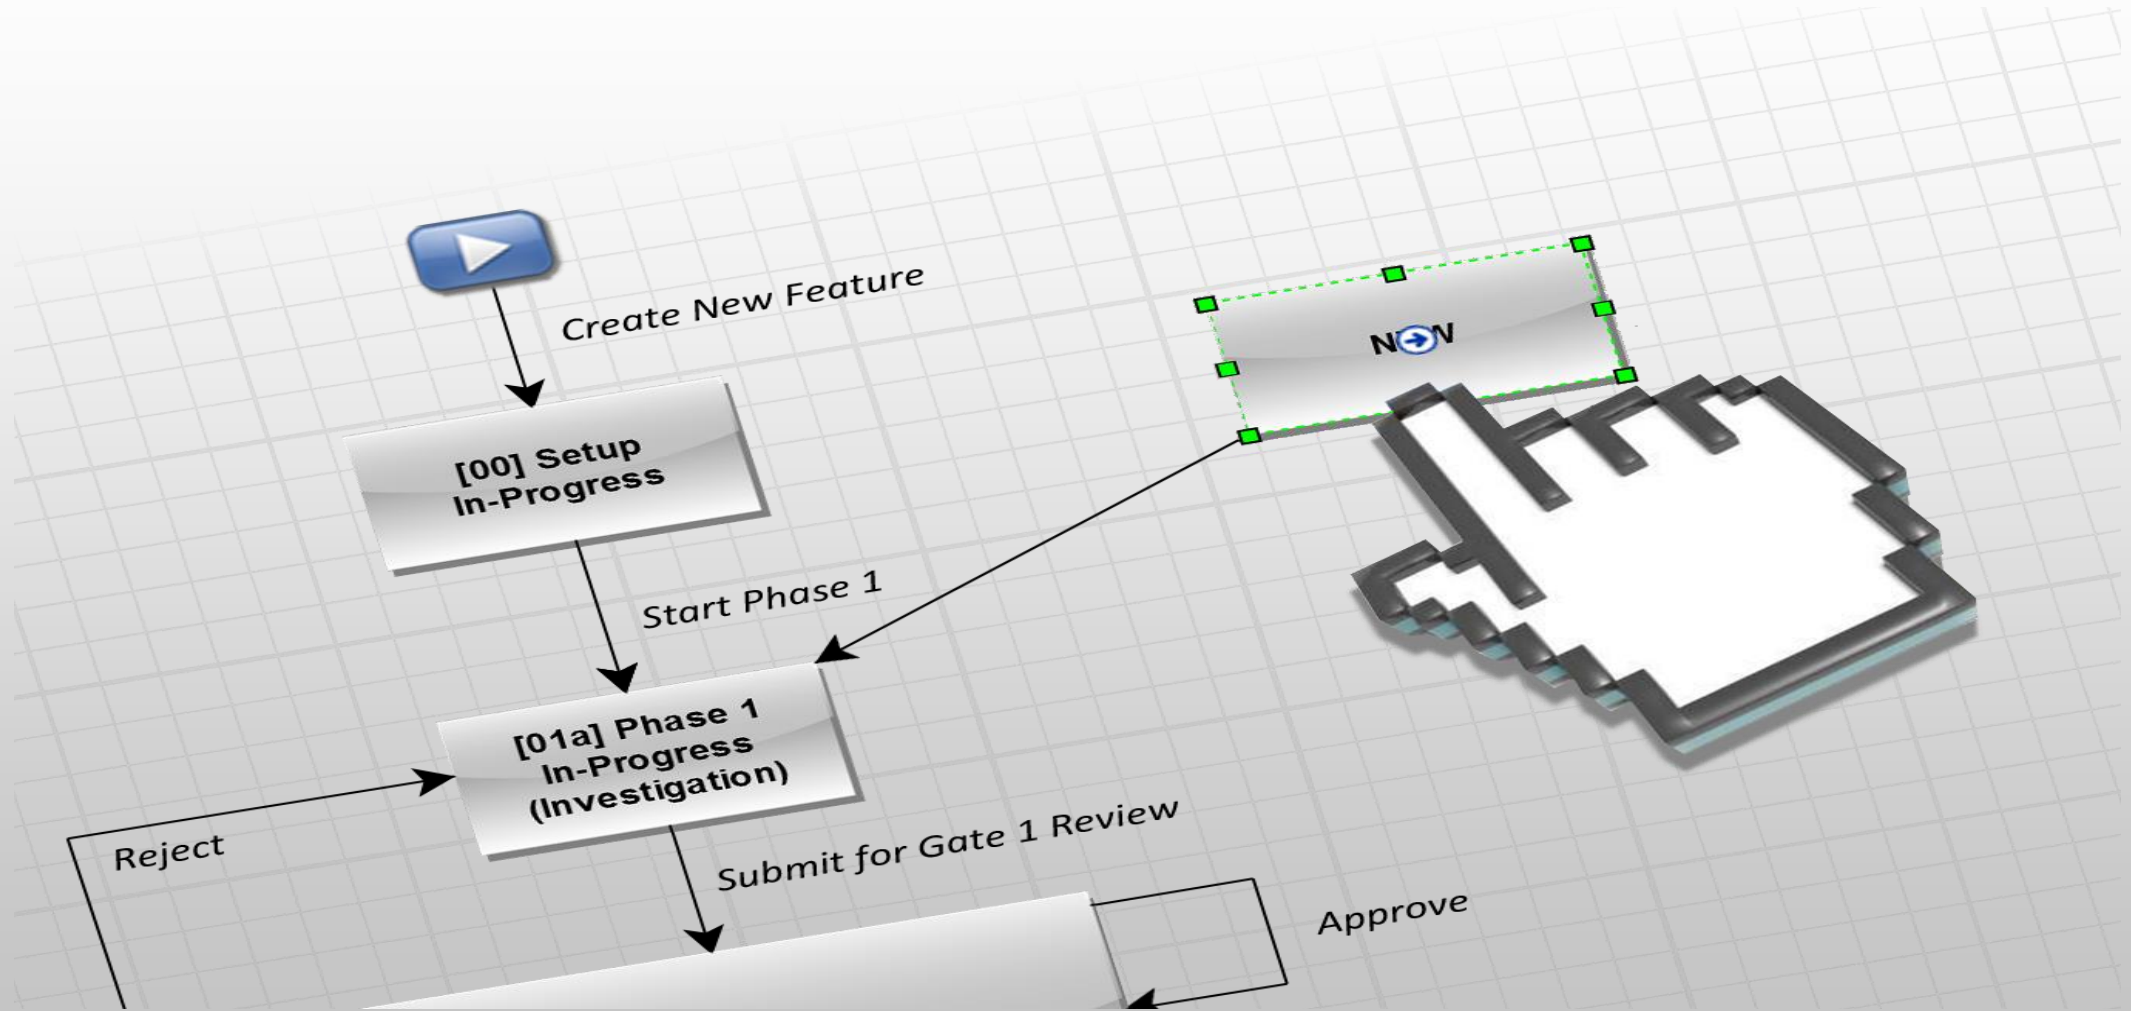 Create New Feature
NEW
[00] Setup
In-Progress
Start Phase 1
[01a] Phase 1
In-Progress
(Investigation)
Reject
Submit for Gate 1 Review
Approve